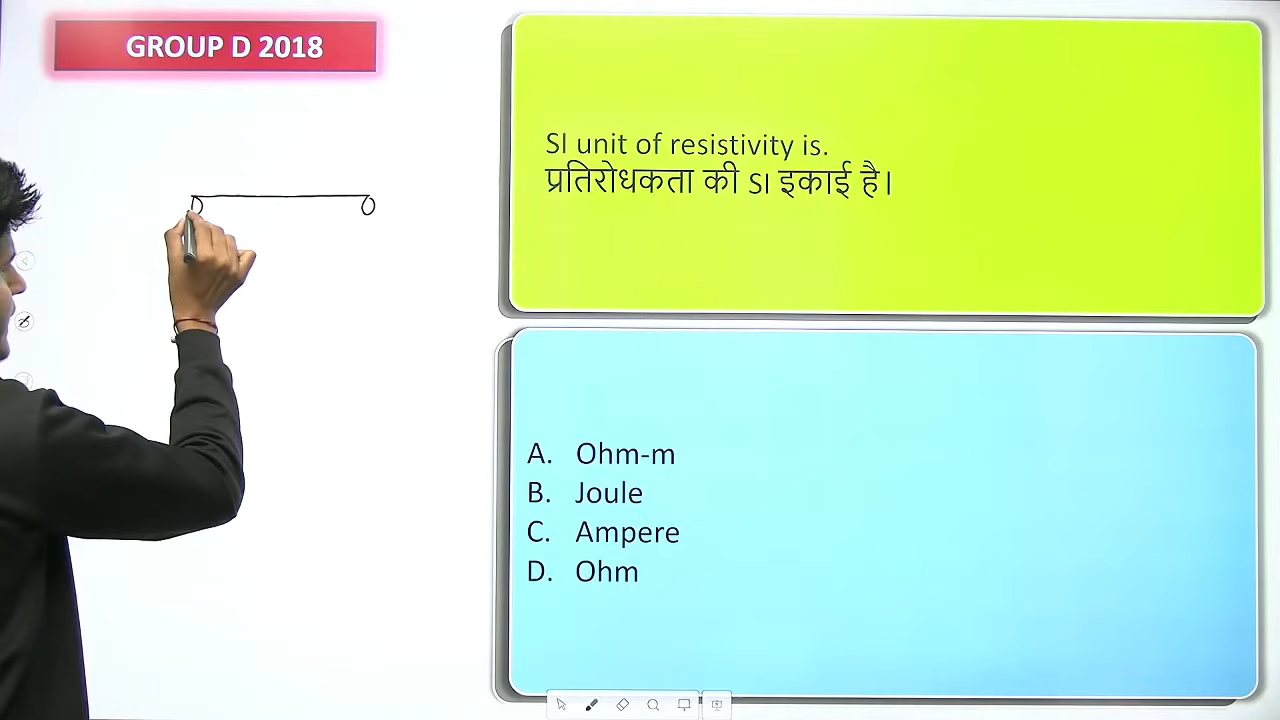 GROUP D 2018
SI unit of resistivity is.
प्रतिरोधकता की SI इकाई है।
A. Ohm-m
B. Joule
C. Ampere
D. Ohm